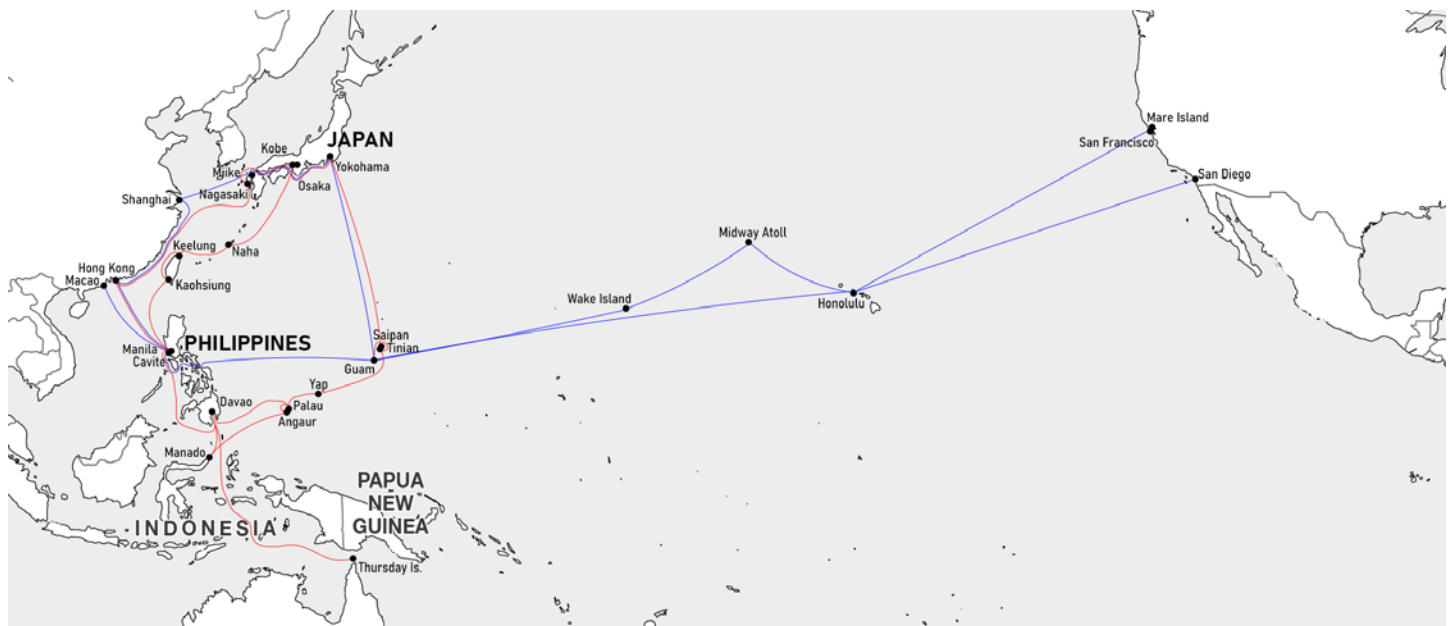 Mare Island
San Francisco
JAPAN
Kobe
Yokohama
Miike
Osaka
San Diego
Nagasaki
Shanghai
Midway Atoll
Keelung
Naha
Hong Kong
Macao
Kaohsiung
Wake Island
Honolulu
Saipan
PHILIPPINES
Tinian
Manila
Cavite
Guam
Yap
Davao
Palau
Angaur
Manado
PAPUA
NEW
GUINEA
INDONESIA
Thursday Is.